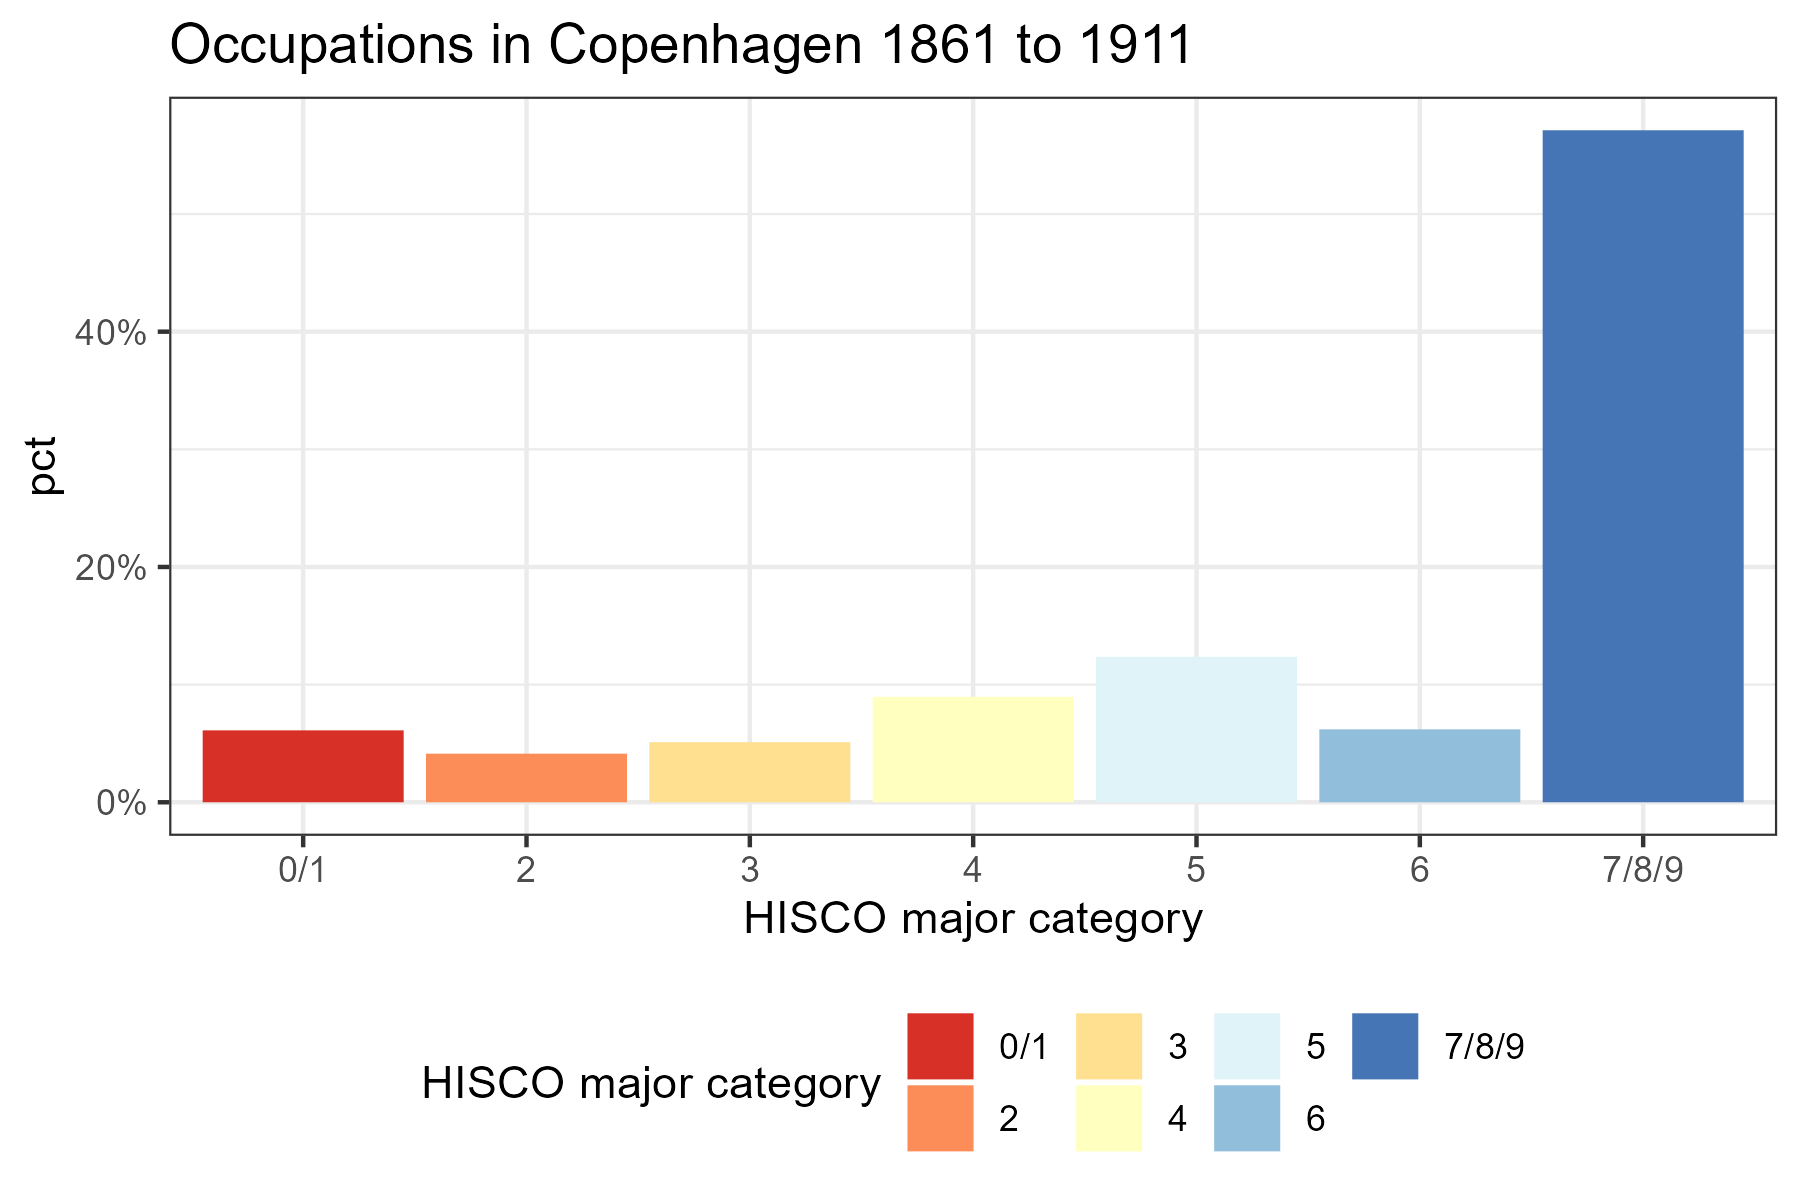 Occupations in Copenhagen 1861 to 1911
pct
40%
20%
0%
0/1 2 3 4 5 6 7/8/9
HISCO major category
HISCO major category
0/1 3 5 7/8/9
2 4 6